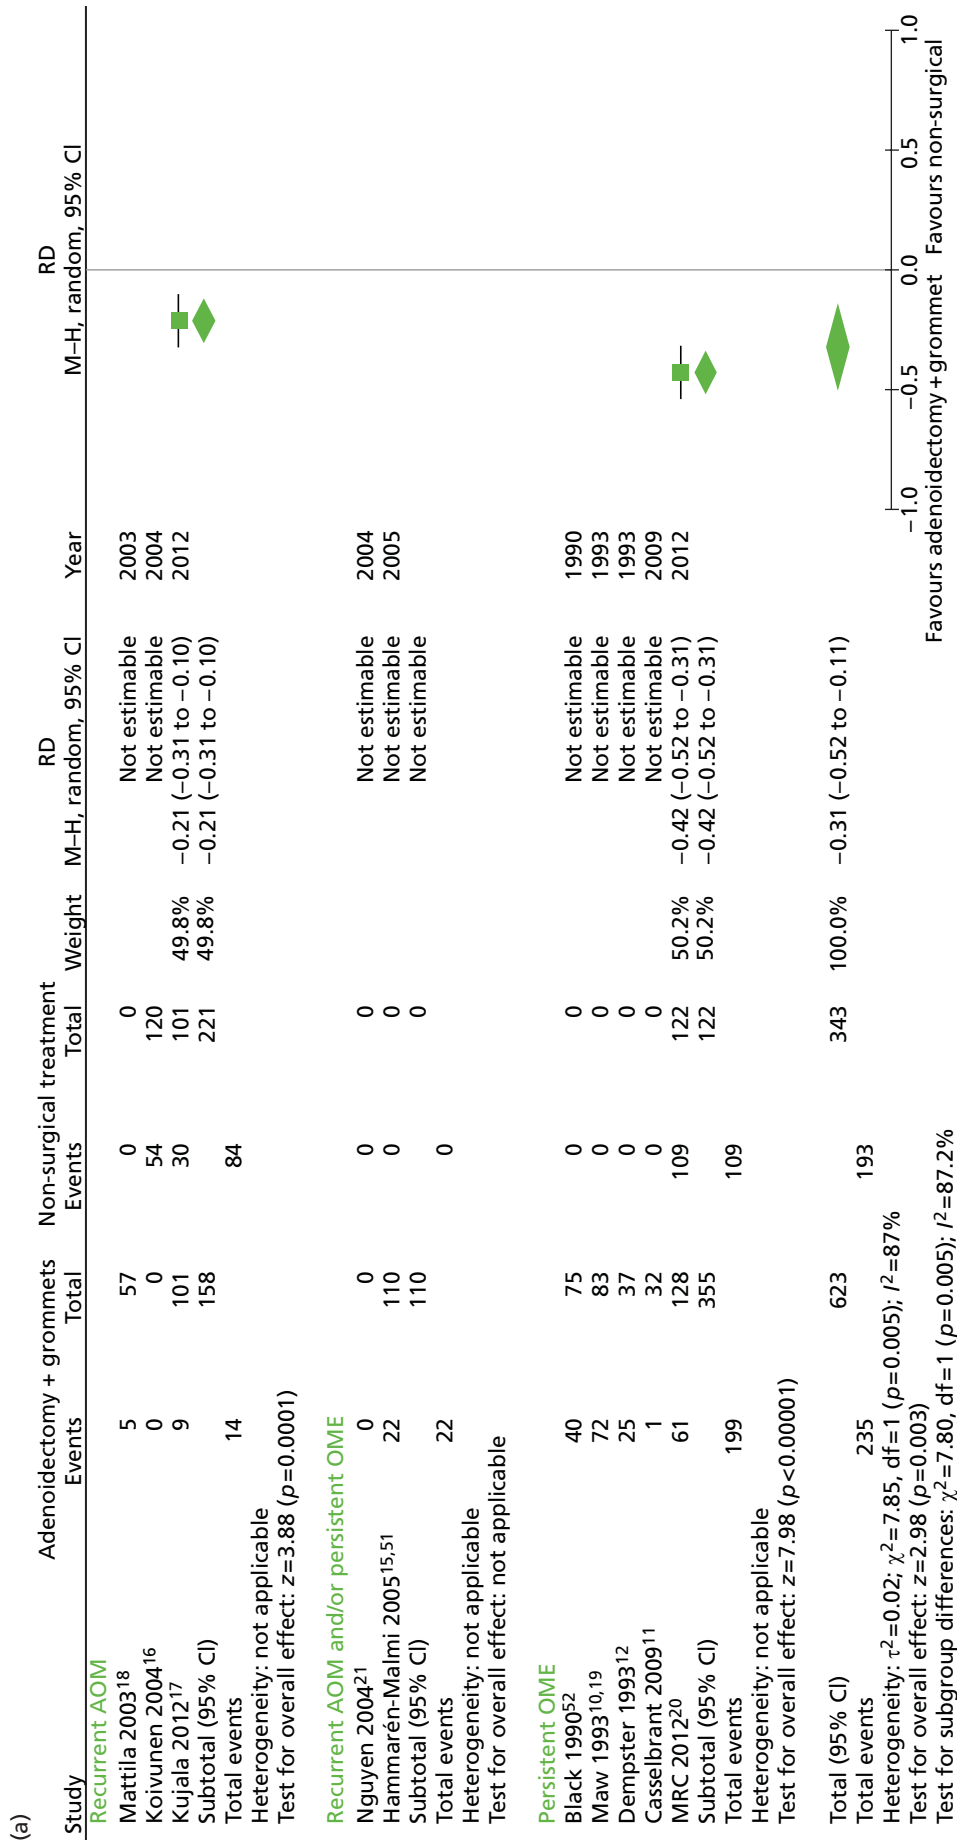 (a)
Adenoidectomy + grommets Non-surgical treatment RD RD
Study Events Total Events Total Weight M–H, random, 95% CI Year M–H, random, 95% CI
Recurrent AOM
Mattila 2003¹⁸ 5 57 0 0 Not estimable 2003
Koivunen 2004¹⁶ 0 0 54 120 Not estimable 2004
Kujala 2012¹⁷ 9 101 30 101 49.8% −0.21 (−0.31 to −0.10) 2012
Subtotal (95% CI) 158 221 49.8% −0.21 (−0.31 to −0.10)
Total events 14 84
Heterogeneity: not applicable
Test for overall effect: z=3.88 (p=0.0001)
Recurrent AOM and/or persistent OME
Nguyen 2004²¹ 0 0 0 0 Not estimable 2004
Hammarén-Malmi 2005¹⁵,⁵¹ 22 110 0 0 Not estimable 2005
Subtotal (95% CI) 110 0 Not estimable
Total events 22 0
Heterogeneity: not applicable
Test for overall effect: not applicable
Persistent OME
Black 1990⁵² 40 75 0 0 Not estimable 1990
Maw 1993¹⁰,¹⁹ 72 83 0 0 Not estimable 1993
Dempster 1993¹² 25 37 0 0 Not estimable 1993
Casselbrant 2009¹¹ 1 32 0 0 Not estimable 2009
MRC 2012²⁰ 61 128 109 122 50.2% −0.42 (−0.52 to −0.31) 2012
Subtotal (95% CI) 355 122 50.2% −0.42 (−0.52 to −0.31)
Total events 199 109
Heterogeneity: not applicable
Test for overall effect: z=7.98 (p<0.00001)
Total (95% CI) 623 343 100.0% −0.31 (−0.52 to −0.11)
Total events 235 193
Heterogeneity: τ²=0.02; χ²=7.85, df=1 (p=0.005); I²=87%
Test for overall effect: z=2.98 (p=0.003)
Test for subgroup differences: χ²=7.80, df=1 (p=0.005); I²=87.2%
−1.0 −0.5 0.0 0.5 1.0
Favours adenoidectomy+grommet Favours non-surgical